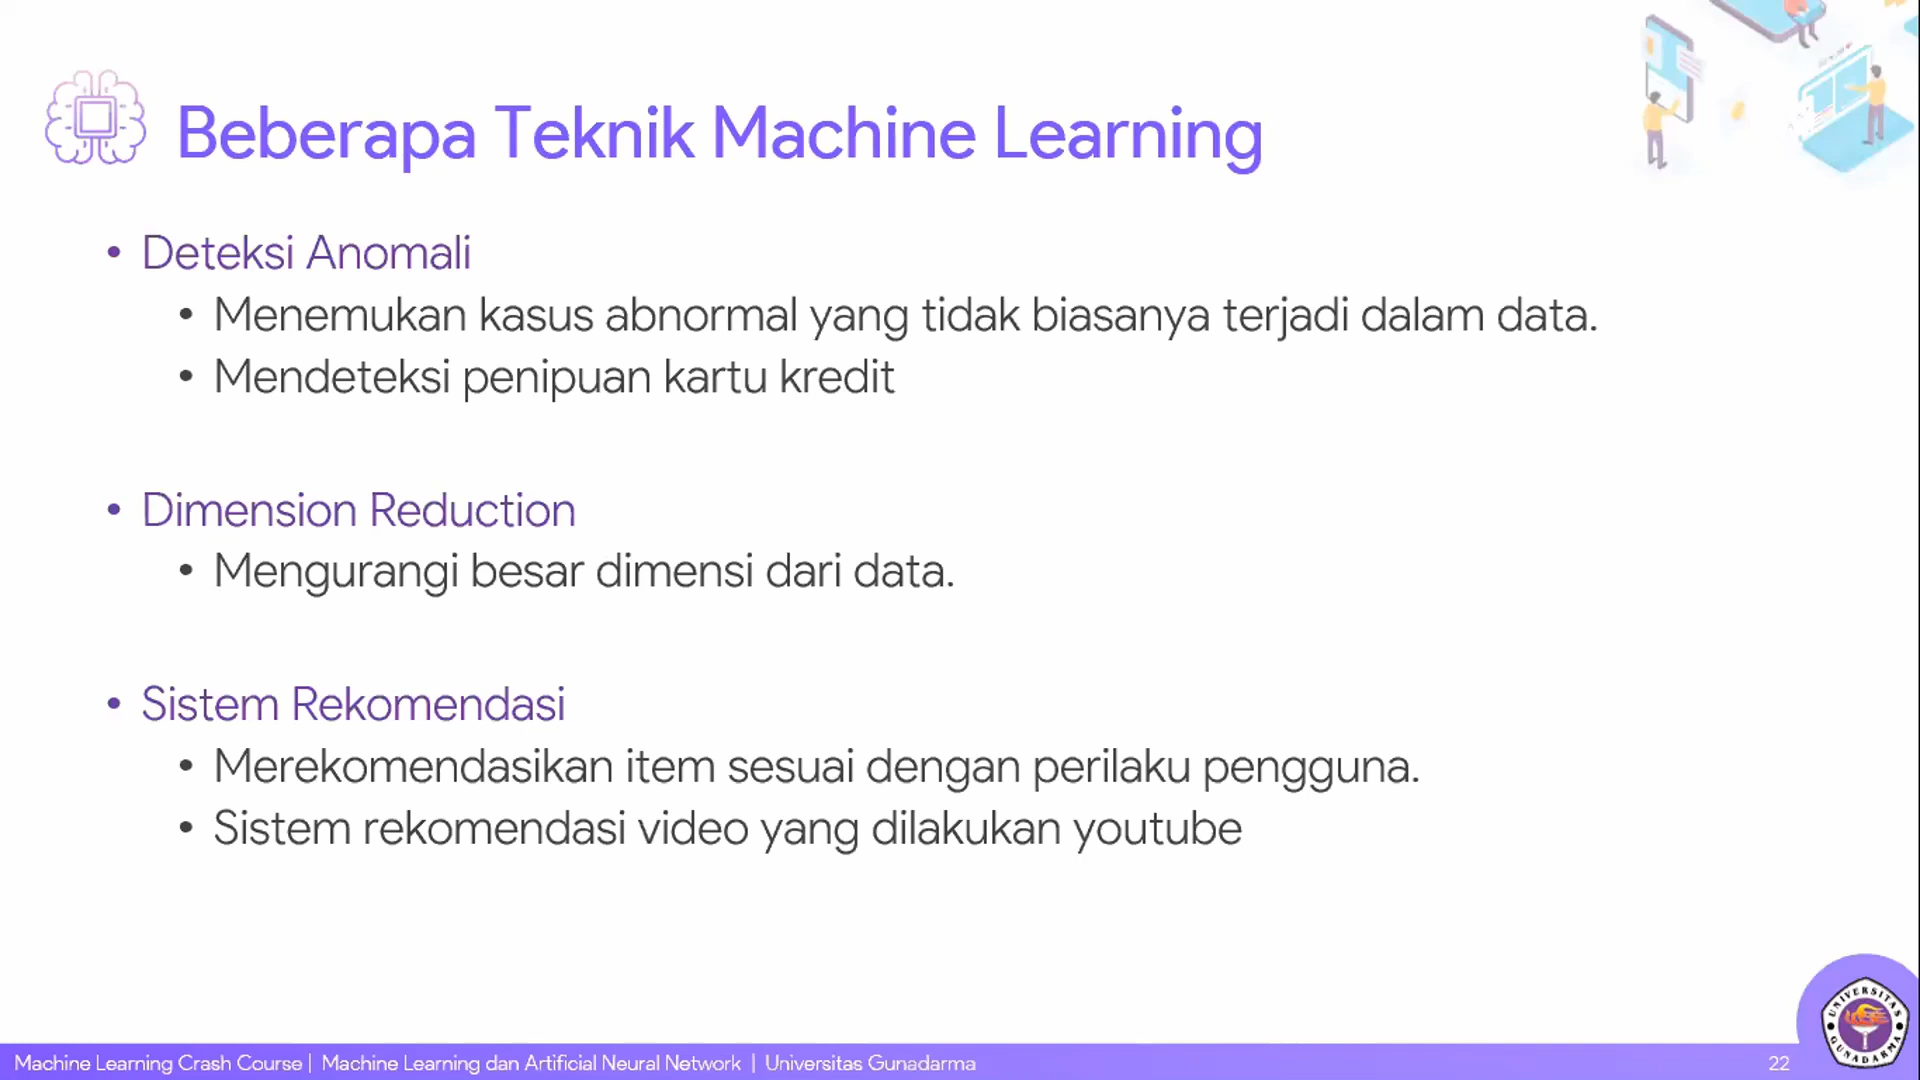 Beberapa Teknik Machine Learning
• Deteksi Anomali
• Menemukan kasus abnormal yang tidak biasanya terjadi dalam data.
• Mendeteksi penipuan kartu kredit
• Dimension Reduction
• Mengurangi besar dimensi dari data.
• Sistem Rekomendasi
• Merekomendasikan item sesuai dengan perilaku pengguna.
• Sistem rekomendasi video yang dilakukan youtube
UNIVERSITAS GUNADARMA
Machine Learning Crash Course | Machine Learning dan Artificial Neural Network | Universitas Gunadarma
22